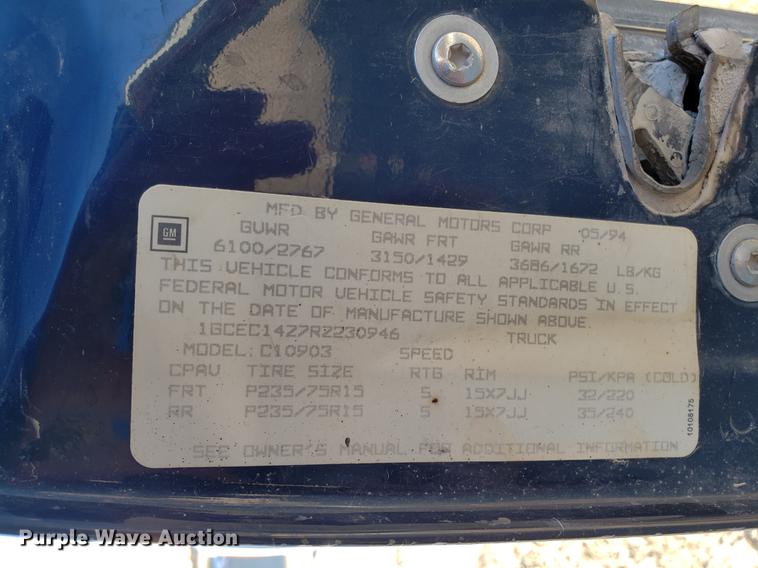 GM
MFD BY GENERAL MOTORS CORP 05/94
GVWR GAWR FRT GAWR RR
6100/2767 3150/1429 3686/1672 LB/KG
THIS VEHICLE CONFORMS TO ALL APPLICABLE U.S.
FEDERAL MOTOR VEHICLE SAFETY STANDARDS IN EFFECT
ON THE DATE OF MANUFACTURE SHOWN ABOVE.
1GCEC14Z7RZ230946 TRUCK
MODEL: C10903 SPEED
CPAV TIRE SIZE RTG RIM PSI/KPA (COLD)
FRT P235/75R15 S 15X7JJ 32/220
RR P235/75R15 S 15X7JJ 35/240
SEE OWNER'S MANUAL FOR ADDITIONAL INFORMATION
10108175
Purple Wave Auction
Purple Wave Auction